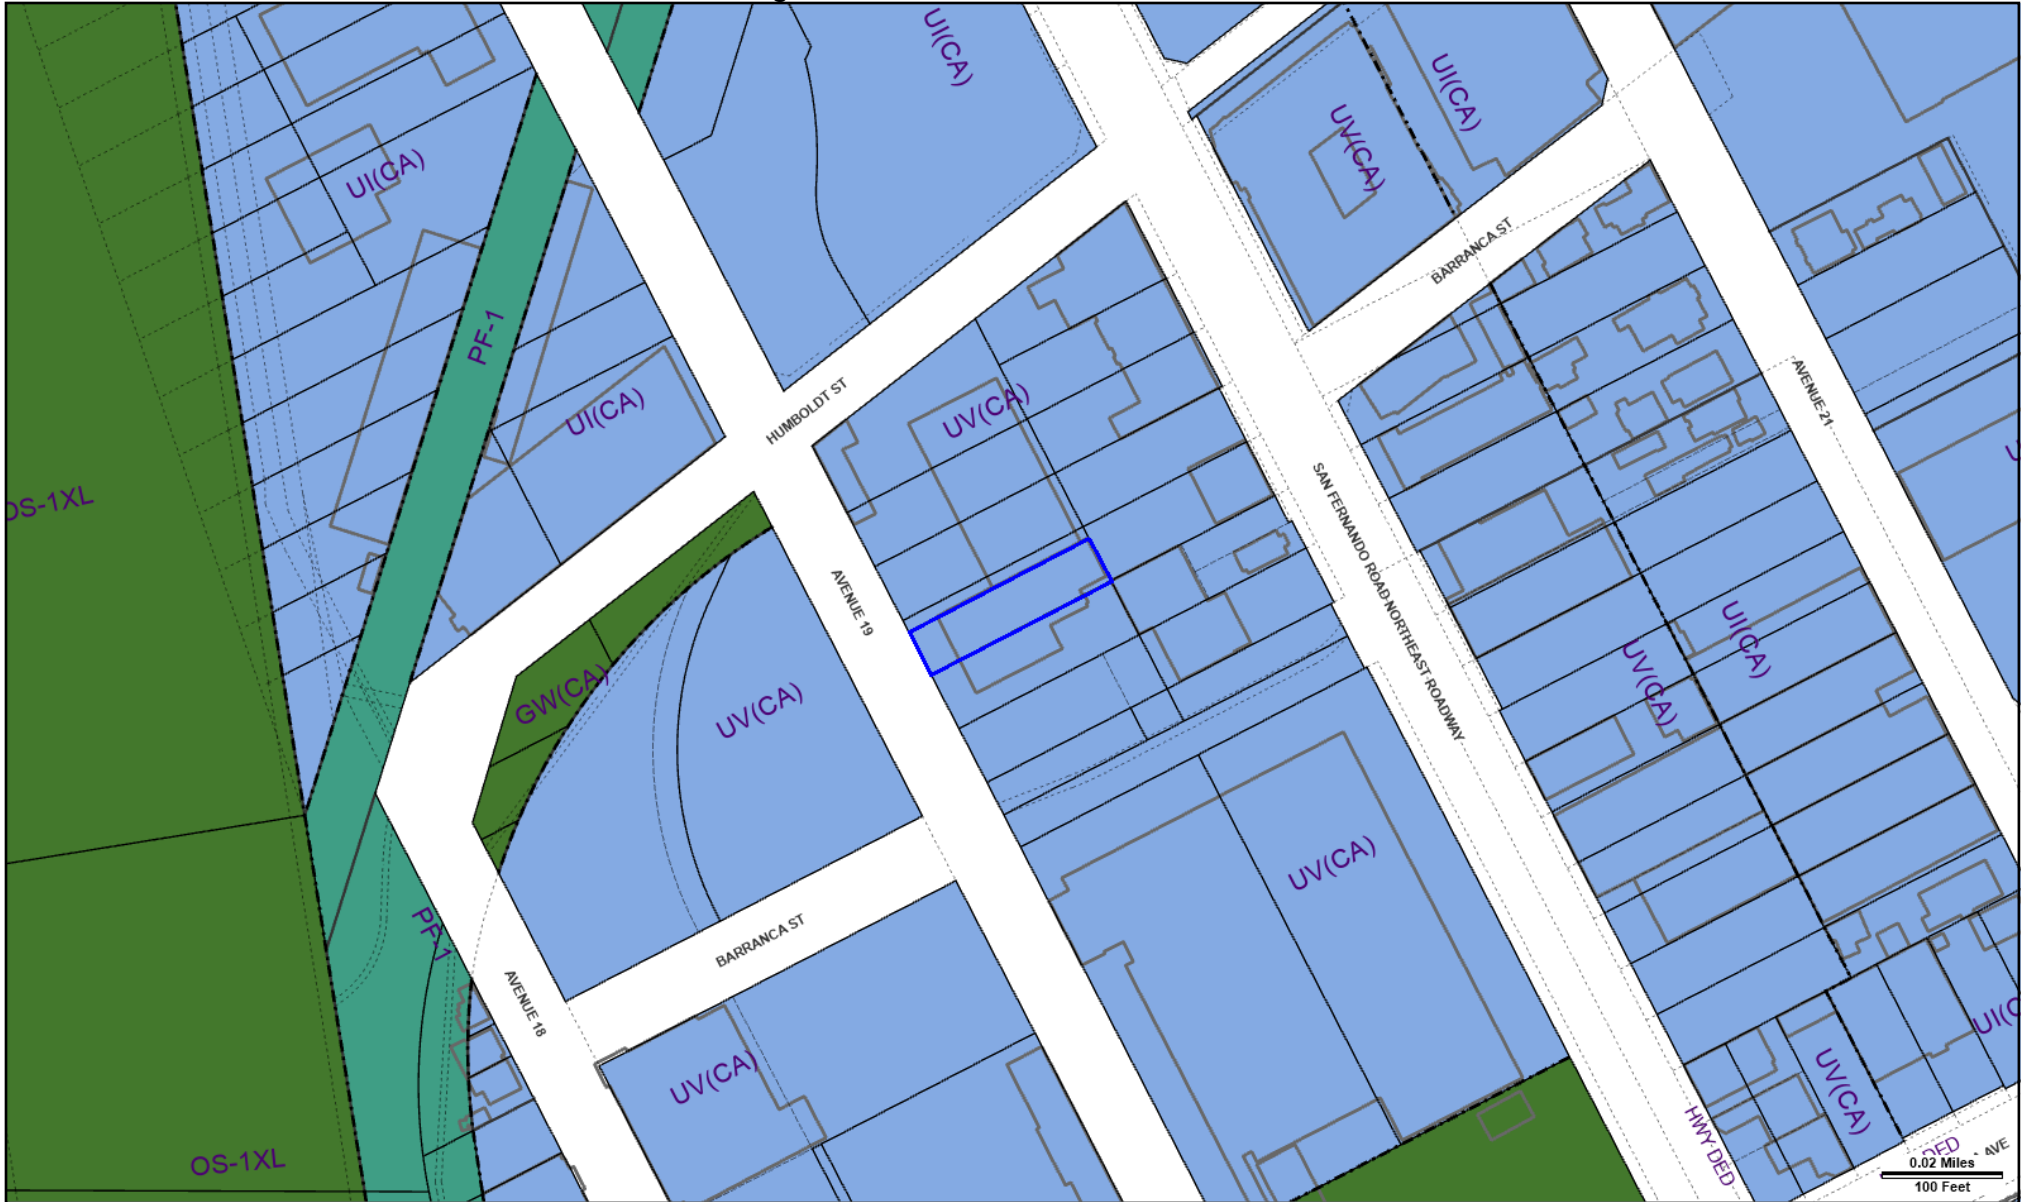 UI(CA)
UI(CA)
UV(CA)
UI(CA)
BARRANCA ST
PF-1
UI(CA)
HUMBOLDT ST
UV(CA)
AVENUE 21
OS-1XL
SAN FERNANDO ROAD NORTHEAST ROADWAY
AVENUE 19
GW(CA)
UV(CA)
UV(CA)
UI(CA)
UV(CA)
PF-1
BARRANCA ST
AVENUE 18
UV(CA)
UI(C
UV(CA)
HWY DED
DED
AVE
OS-1XL
0.02 Miles
100 Feet